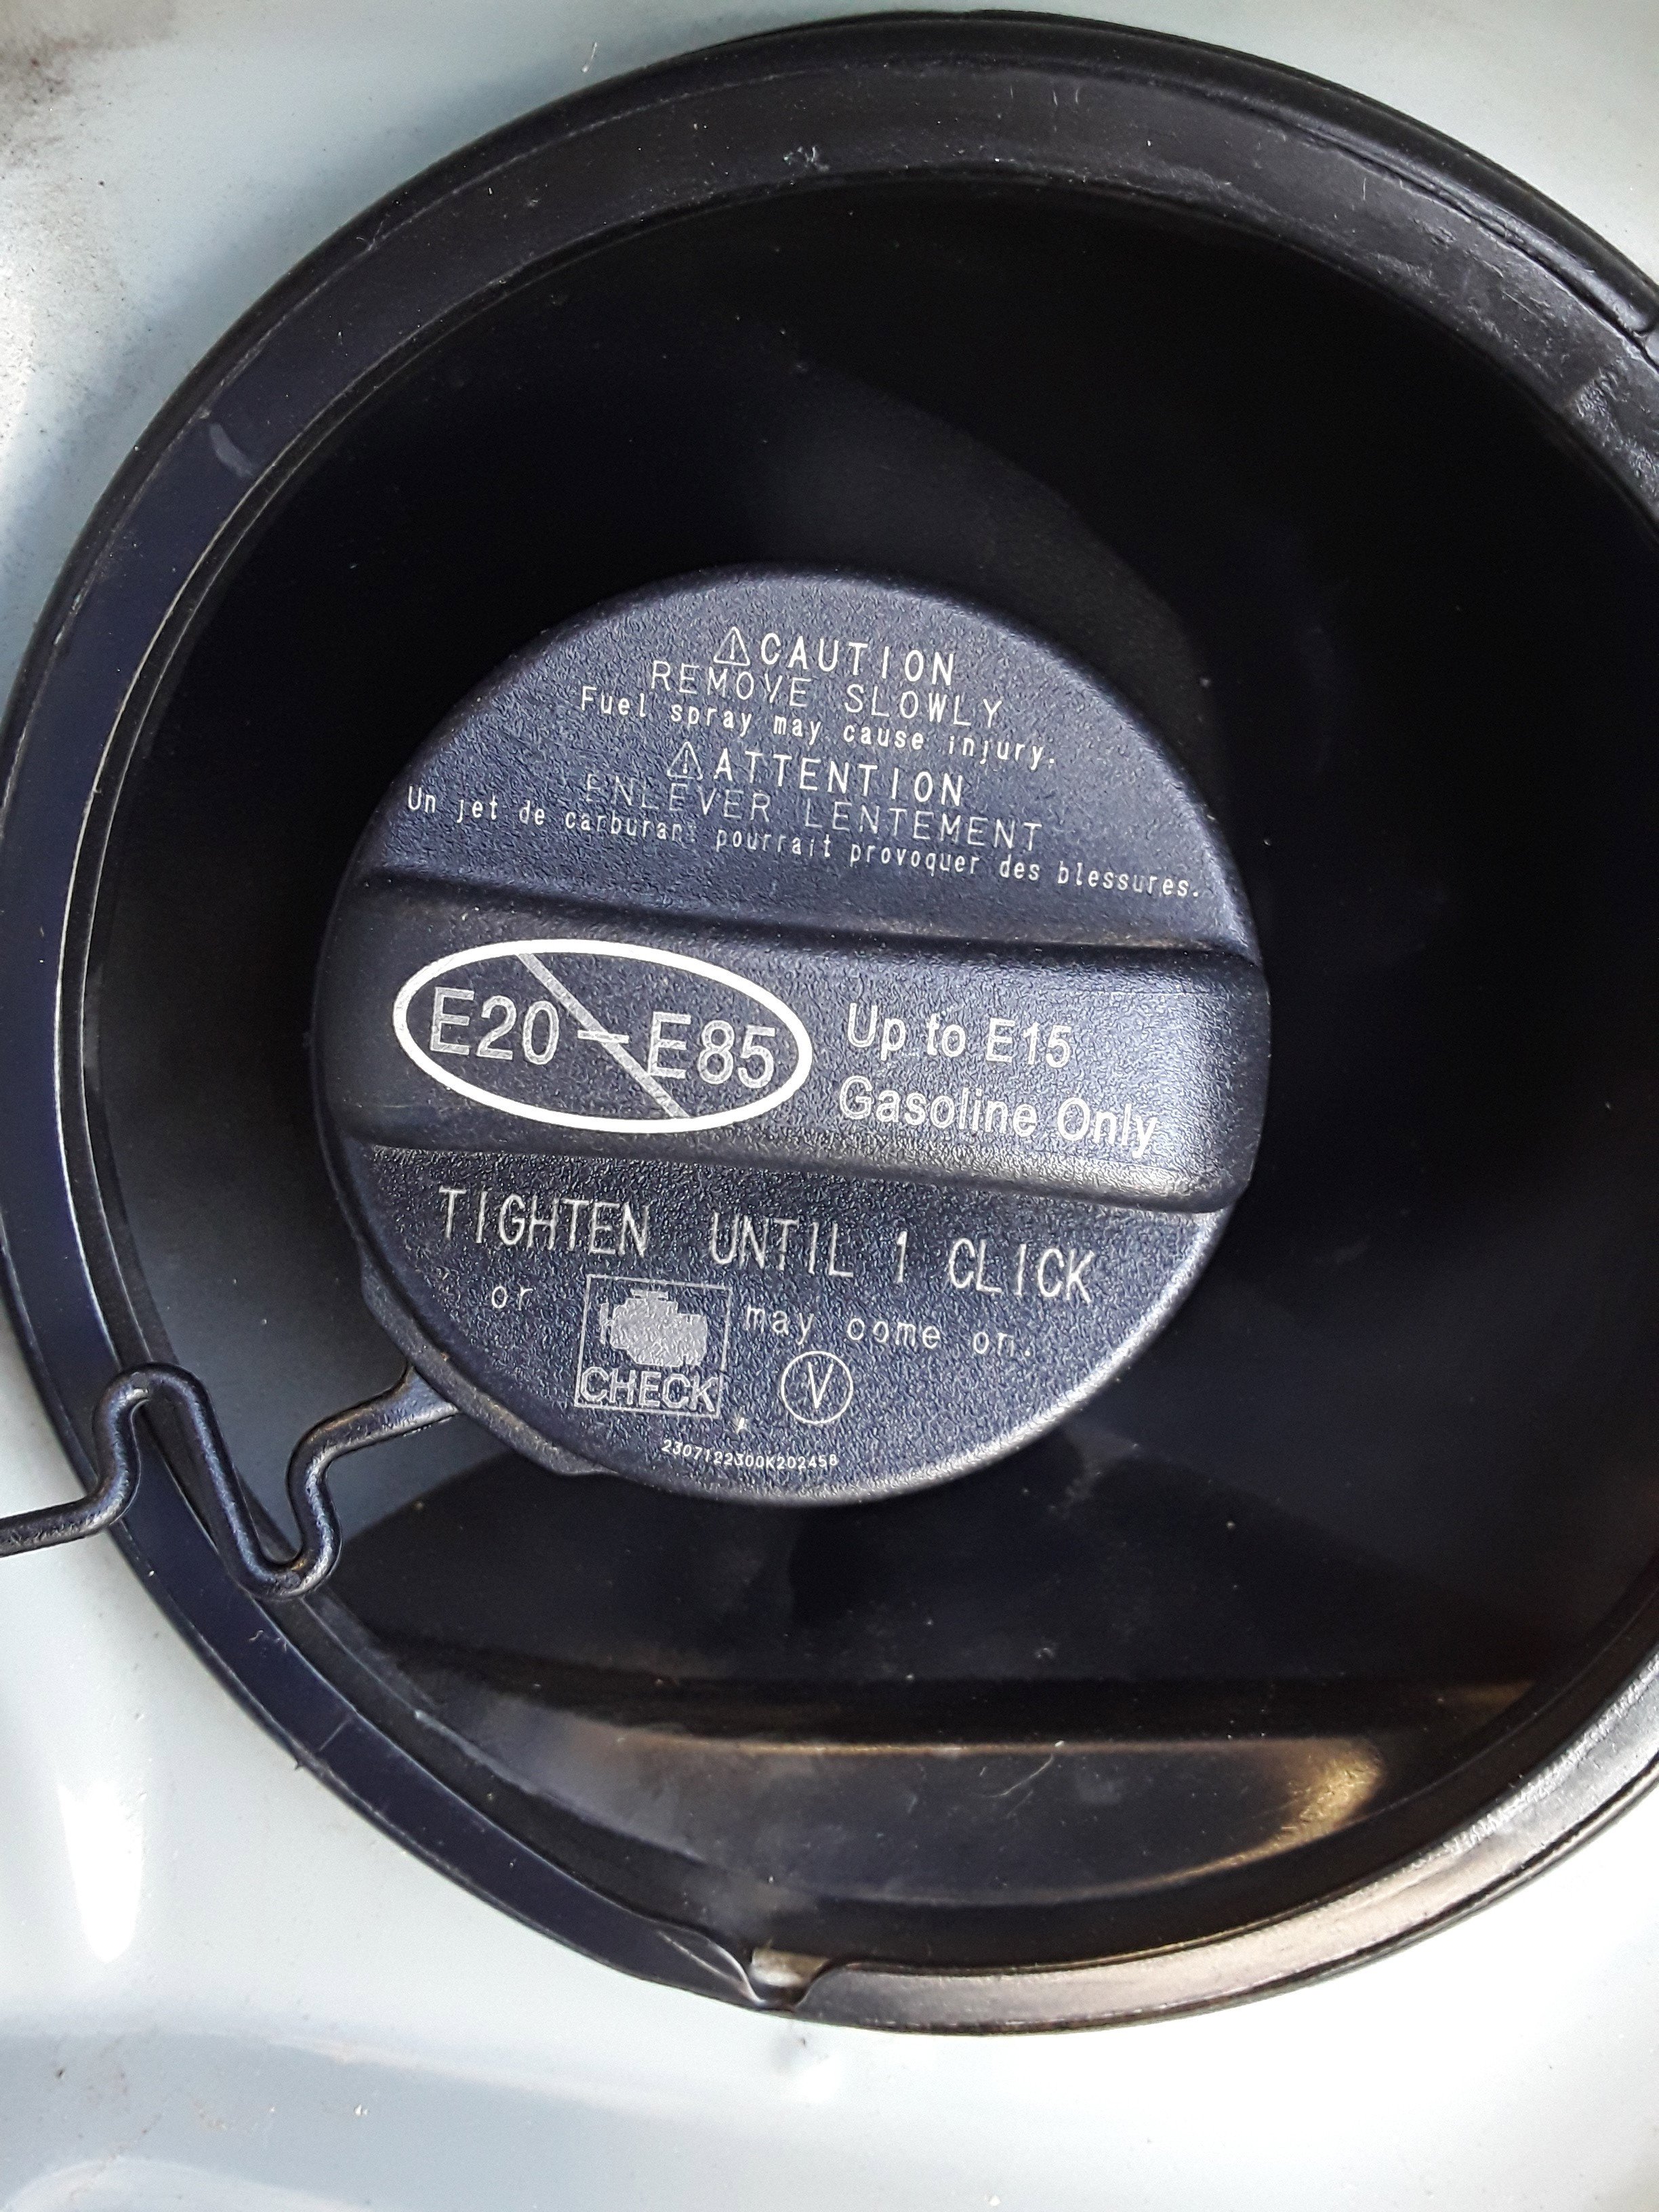 ⚠CAUTION
REMOVE SLOWLY
Fuel spray may cause injury.
⚠ATTENTION
ENLEVER LENTEMENT
Un jet de carburant pourrait provoquer des blessures.
E20-E85
Up to E15
Gasoline Only
TIGHTEN UNTIL 1 CLICK
or CHECK may come on.
V
2307122300K202458